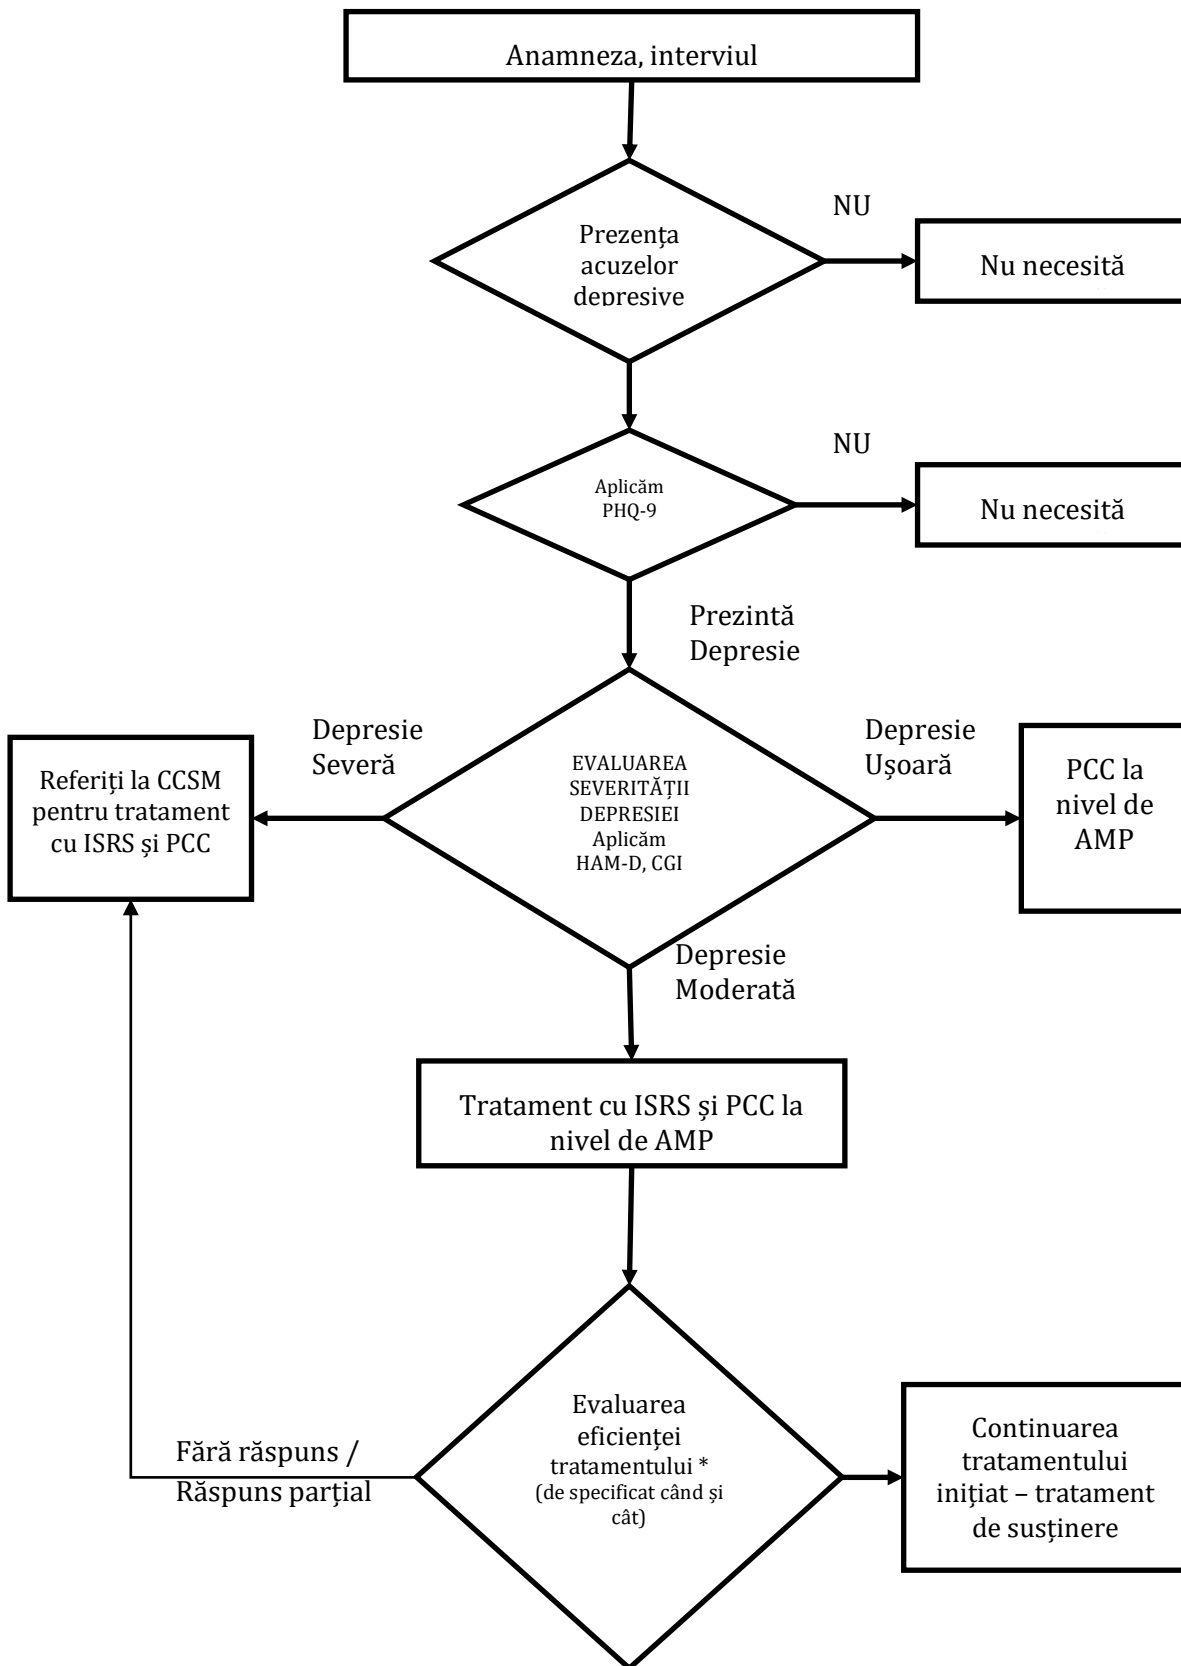 Anamneza, interviul
NU
Prezența
acuzelor
depresive
Nu necesită
NU
Aplicăm
PHQ-9
Nu necesită
Prezintă
Depresie
Depresie
Severă
Depresie
Ușoară
Referiți la CCSM
pentru tratament
cu ISRS și PCC
EVALUAREA
SEVERITĂȚII
DEPRESIEI
Aplicăm
HAM-D, CGI
PCC la
nivel de
AMP
Depresie
Moderată
Tratament cu ISRS și PCC la
nivel de AMP
Evaluarea
eficienței
tratamentului *
(de specificat când și
cât)
Fără răspuns /
Răspuns parțial
Continuarea
tratamentului
inițiat – tratament
de susținere